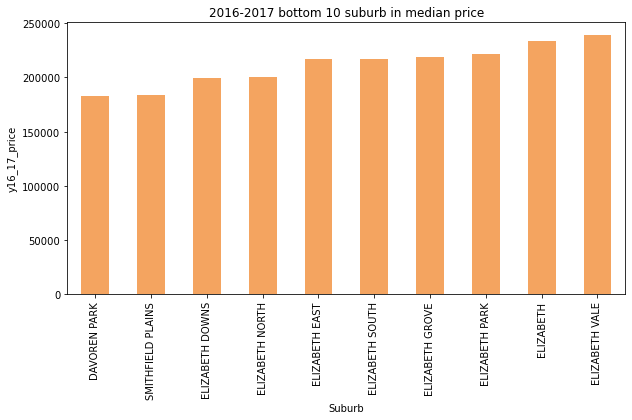 2016-2017 bottom 10 suburb in median price
y16_17_price
250000
200000
150000
100000
50000
0
DAVOREN PARK
SMITHFIELD PLAINS
ELIZABETH DOWNS
ELIZABETH NORTH
ELIZABETH EAST
ELIZABETH SOUTH
ELIZABETH GROVE
ELIZABETH PARK
ELIZABETH
ELIZABETH VALE
Suburb